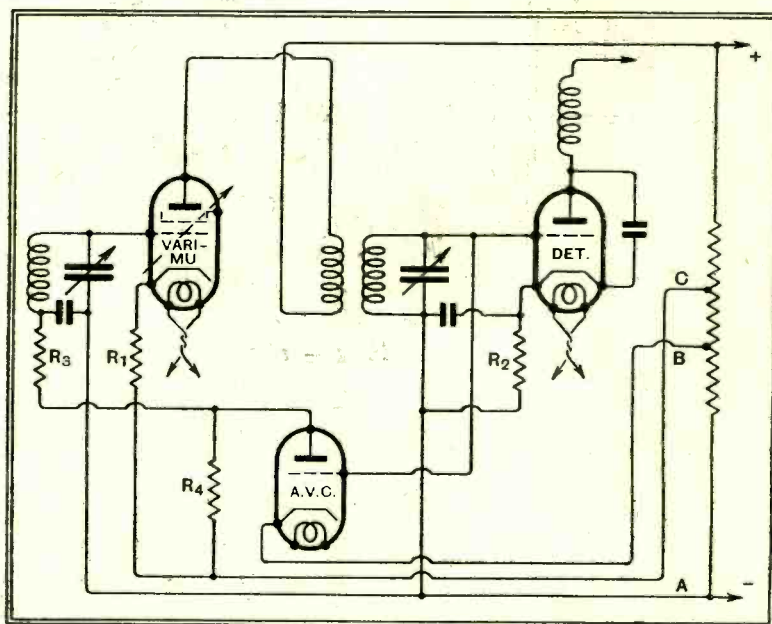 +
VARI-
MU
DET.
C
B
R3
R1
R2
A.V.C.
R4
A
-